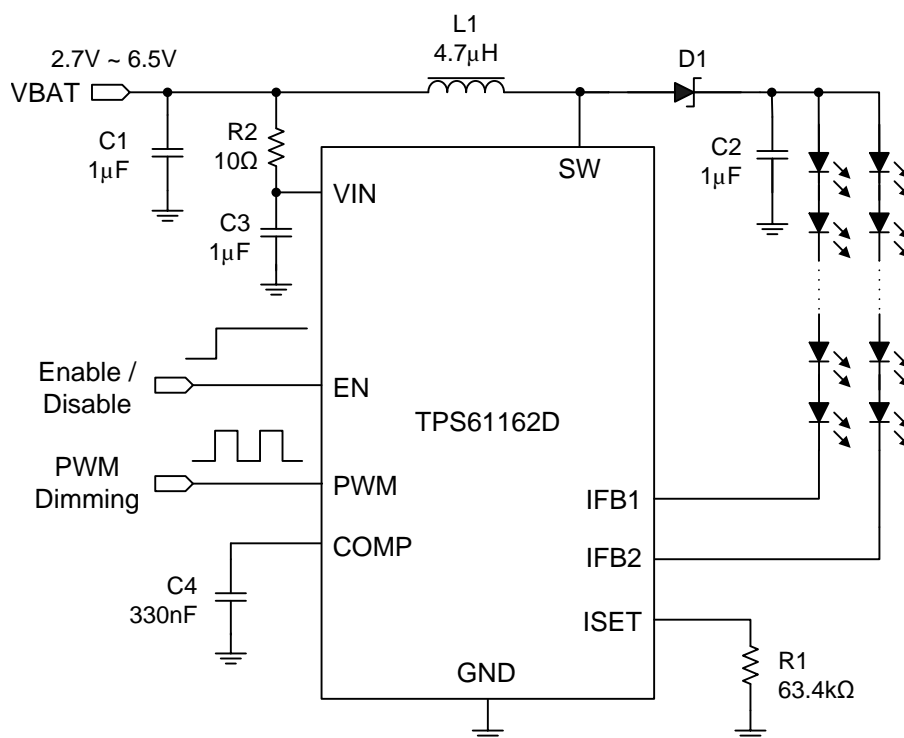 L1
4.7μH
2.7V ~ 6.5V
VBAT
D1
C1
1μF
R2
10Ω
C2
1μF
SW
VIN
C3
1μF
Enable /
Disable
EN
TPS61162D
PWM
Dimming
PWM
IFB1
COMP
IFB2
C4
330nF
ISET
R1
63.4kΩ
GND